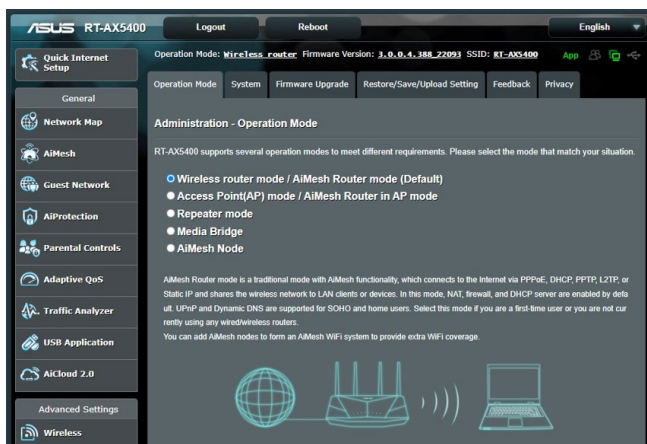 ASUS RT-AX5400 Logout Reboot English
Quick Internet Setup
Operation Mode: Wireless router Firmware Version: 3.0.0.4.388_22093 SSID: RT-AX5400 App
Operation Mode System Firmware Upgrade Restore/Save/Upload Setting Feedback Privacy
General
Network Map
AiMesh
Guest Network
AiProtection
Parental Controls
Adaptive QoS
Traffic Analyzer
USB Application
AiCloud 2.0
Advanced Settings
Wireless
Administration - Operation Mode
RT-AX5400 supports several operation modes to meet different requirements. Please select the mode that match your situation.
Wireless router mode / AiMesh Router mode (Default)
Access Point(AP) mode / AiMesh Router in AP mode
Repeater mode
Media Bridge
AiMesh Node
AiMesh Router mode is a traditional mode with AiMesh functionality, which connects to the Internet via PPPoE, DHCP, PPTP, L2TP, or
Static IP and shares the wireless network to LAN clients or devices. In this mode, NAT, firewall, and DHCP server are enabled by defa
ult. UPnP and Dynamic DNS are supported for SOHO and home users. Select this mode if you are a first-time user or you are not cur
rently using any wired/wireless routers.
You can add AiMesh nodes to form an AiMesh WiFi system to provide extra WiFi coverage.